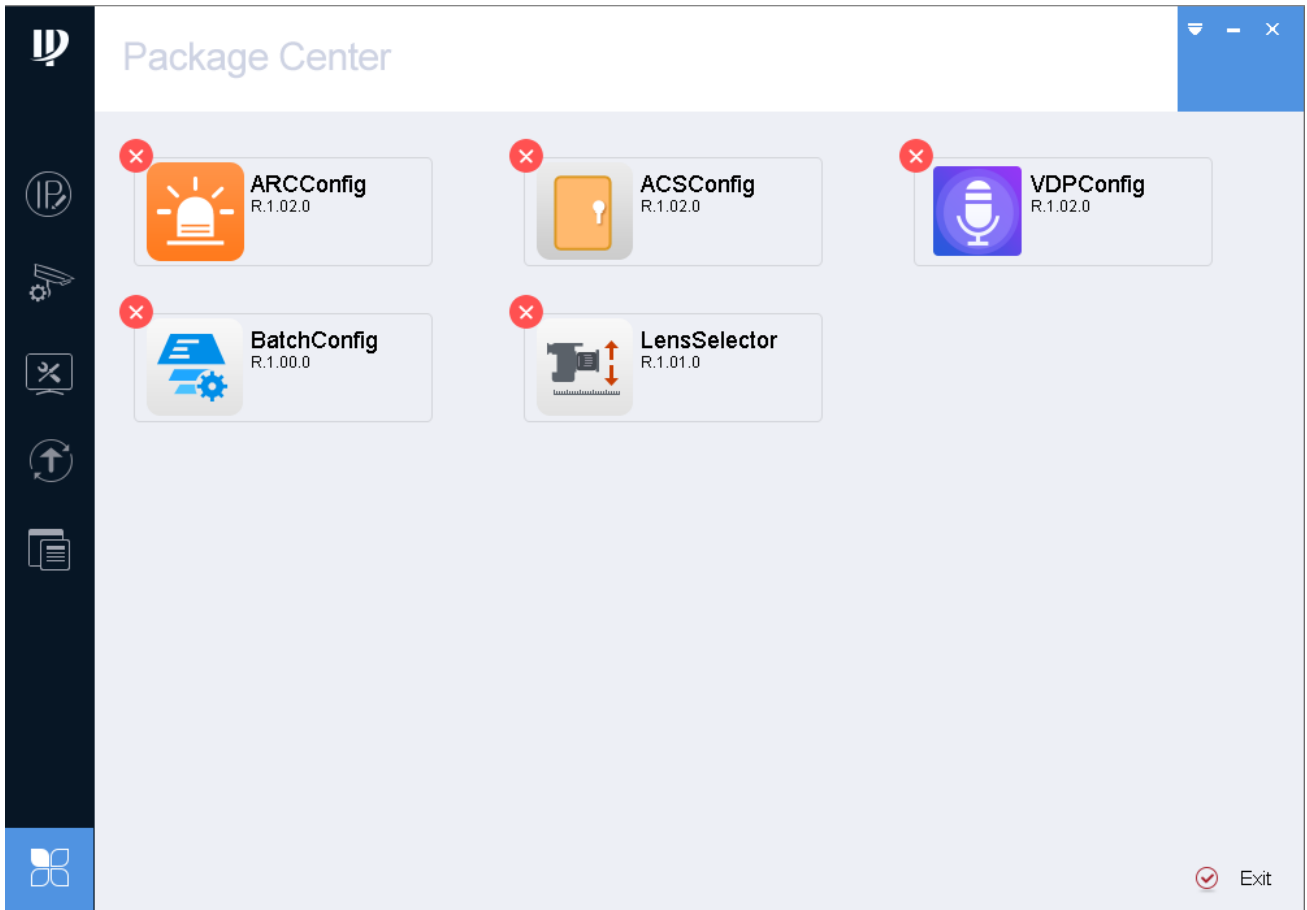 Package Center
ARCConfig
R.1.02.0
ACSConfig
R.1.02.0
VDPConfig
R.1.02.0
BatchConfig
R.1.00.0
LensSelector
R.1.01.0
IP
Exit